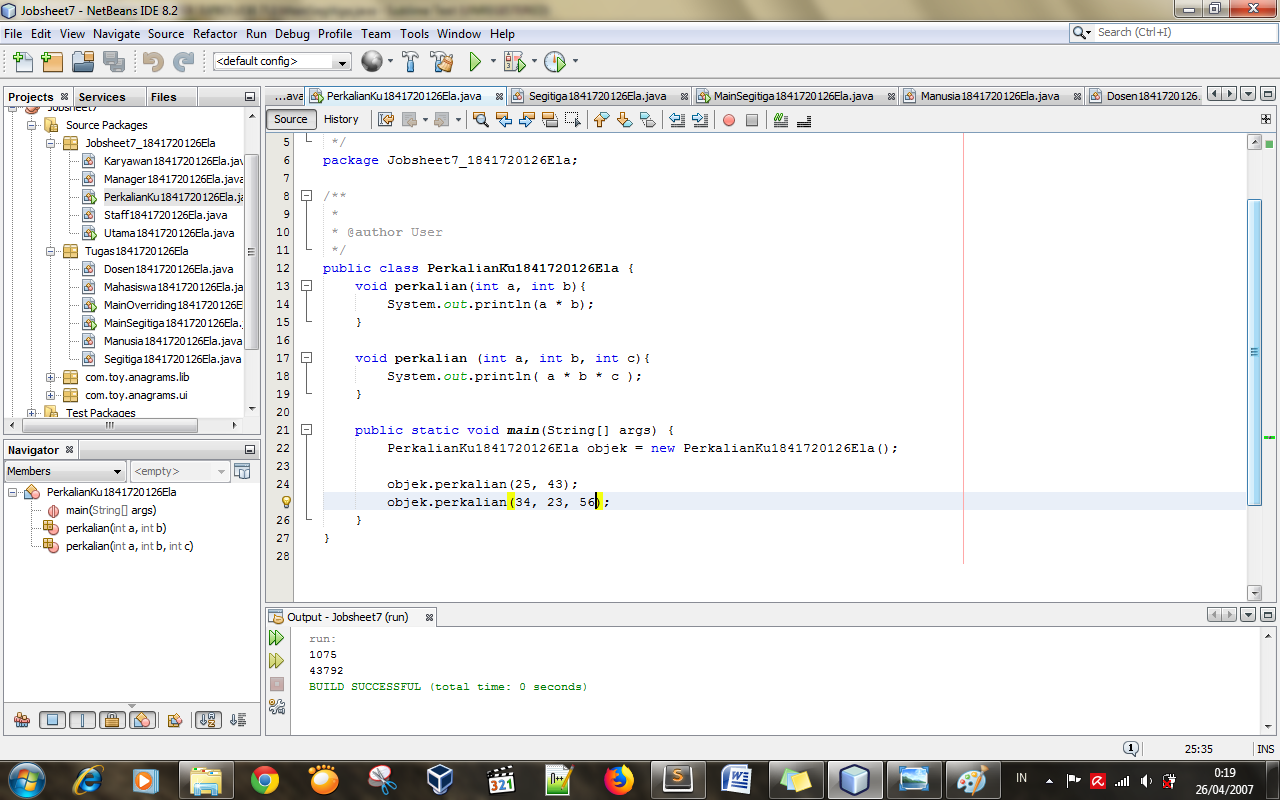 Jobsheet7 - NetBeans IDE 8.2
File Edit View Navigate Source Refactor Run Debug Profile Team Tools Window Help
Search (Ctrl+I)
<default config>
Projects Services Files
Jobsheet7
Source Packages
Jobsheet7_1841720126Ela
Karyawan1841720126Ela.jav
Manager1841720126Ela.java
PerkalianKu1841720126Ela.ja
Staff1841720126Ela.java
Utama1841720126Ela.java
Tugas1841720126Ela
Dosen1841720126Ela.java
Mahasiswa1841720126Ela.java
MainOverriding1841720126E
MainSegitiga1841720126Ela.
Manusia1841720126Ela.java
Segitiga1841720126Ela.java
com.toy.anagrams.lib
com.toy.anagrams.ui
Test Packages
Navigator
Members <empty>
PerkalianKu1841720126Ela
main(String[] args)
perkalian(int a, int b)
perkalian(int a, int b, int c)
...ava PerkalianKu1841720126Ela.java Segitiga1841720126Ela.java MainSegitiga1841720126Ela.java Manusia1841720126Ela.java Dosen1841720126.
Source History
5 */
6 package Jobsheet7_1841720126Ela;
7
8 /**
9 *
10 * @author User
11 */
12 public class PerkalianKu1841720126Ela {
13 void perkalian(int a, int b){
14 System.out.println(a * b);
15 }
16
17 void perkalian (int a, int b, int c){
18 System.out.println( a * b * c );
19 }
20
21 public static void main(String[] args) {
22 PerkalianKu1841720126Ela objek = new PerkalianKu1841720126Ela();
23
24 objek.perkalian(25, 43);
objek.perkalian(34, 23, 56);
26 }
27 }
28
Output - Jobsheet7 (run)
run:
1075
43792
BUILD SUCCESSFUL (total time: 0 seconds)
1 25:35 INS
321
IN
0:19
26/04/2007